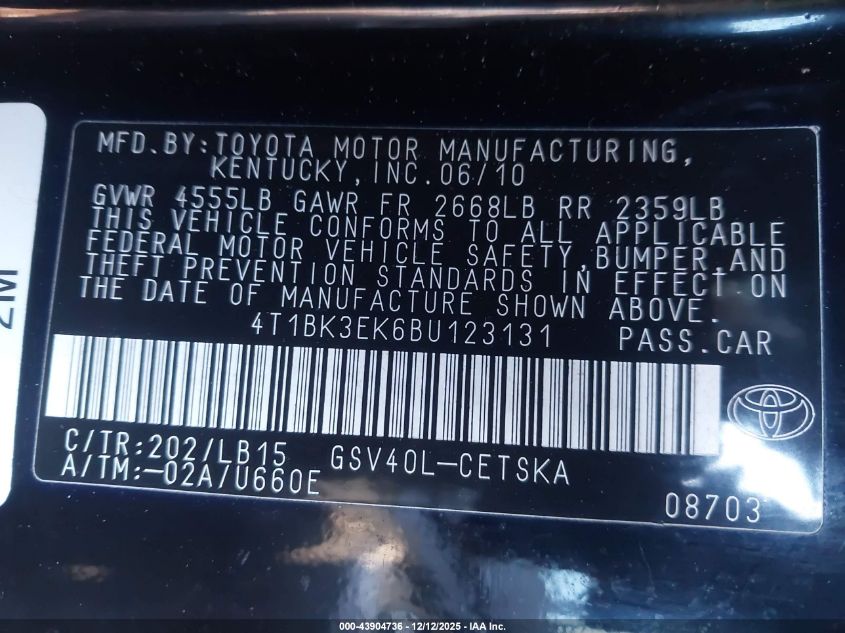 MFD.BY:TOYOTA MOTOR MANUFACTURING,
KENTUCKY,INC.06/10
GVWR 4555LB GAWR FR 2668LB RR 2359LB
THIS VEHICLE CONFORMS TO ALL APPLICABLE
FEDERAL MOTOR VEHICLE SAFETY,BUMPER,AND
THEFT PREVENTION STANDARDS IN EFFECT ON
THE DATE OF MANUFACTURE SHOWN ABOVE.
4T1BK3EK6BU123131 PASS.CAR
C/TR:202/LB15 GSV40L-CETSKA
A/TM:-02A/U660E
08703
2M
000-43904736 - 12/12/2025 - IAA Inc.